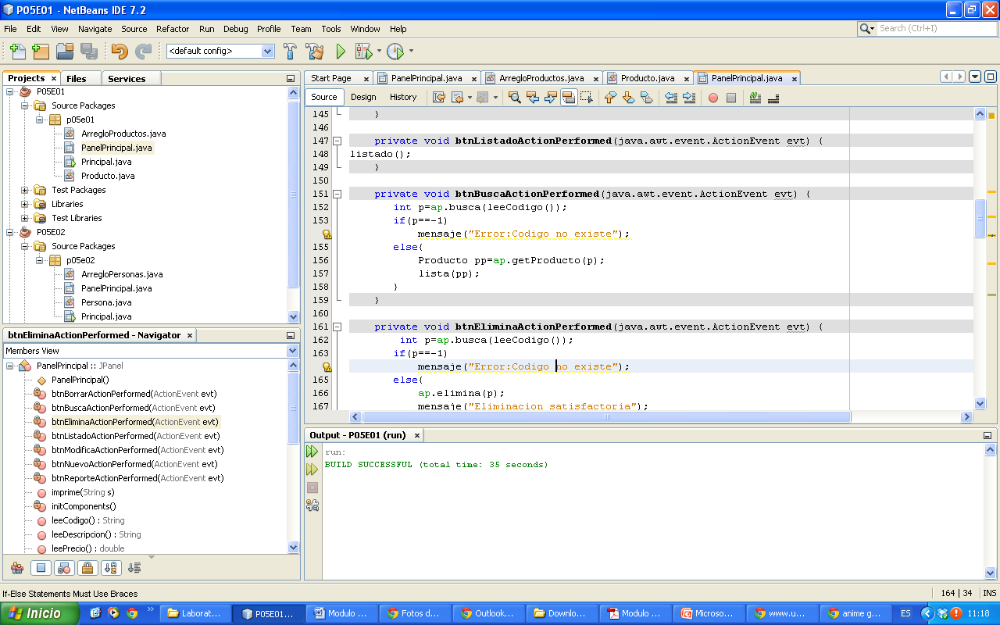 P05E01 - NetBeans IDE 7.2
File Edit View Navigate Source Refactor Run Debug Profile Team Tools Window Help
Search (Ctrl+I)
<default config>
Projects Files Services
P05E01
Source Packages
p05e01
ArregloProductos.java
PanelPrincipal.java
Principal.java
Producto.java
Test Packages
Libraries
Test Libraries
P05E02
Source Packages
p05e02
ArregloPersonas.java
PanelPrincipal.java
Persona.java
Principal.java
btnEliminaActionPerformed - Navigator
Members View
PanelPrincipal :: JPanel
PanelPrincipal()
btnBorrarActionPerformed(ActionEvent evt)
btnBuscaActionPerformed(ActionEvent evt)
btnEliminaActionPerformed(ActionEvent evt)
btnListadoActionPerformed(ActionEvent evt)
btnModificaActionPerformed(ActionEvent evt)
btnNuevoActionPerformed(ActionEvent evt)
btnReporteActionPerformed(ActionEvent evt)
imprime(String s)
initComponents()
leeCodigo() : String
leeDescripcion() : String
leePrecio() : double
Start Page PanelPrincipal.java ArregloProductos.java Producto.java PanelPrincipal.java
Source Design History
145 }
146
147 private void btnListadoActionPerformed(java.awt.event.ActionEvent evt) {
148 listado();
149 }
150
151 private void btnBuscaActionPerformed(java.awt.event.ActionEvent evt) {
152 int p=ap.busca(leeCodigo());
153 if(p==-1)
mensaje("Error:Codigo no existe");
155 else{
156 Producto pp=ap.getProducto(p);
157 lista(pp);
158 }
159 }
160
161 private void btnEliminaActionPerformed(java.awt.event.ActionEvent evt) {
162 int p=ap.busca(leeCodigo());
163 if(p==-1)
mensaje("Error:Codigo no existe");
165 else{
166 ap.elimina(p);
167 mensaje("Eliminacion satisfactoria");
Output - P05E01 (run)
run:
BUILD SUCCESSFUL (total time: 35 seconds)
If-Else Statements Must Use Braces
164 | 34 INS
Inicio
Laborat...
P05E01...
Modulo ...
Fotos d...
Outlook...
Downlo...
Modulo ...
Microso...
www.u...
anime g...
ES
11:18